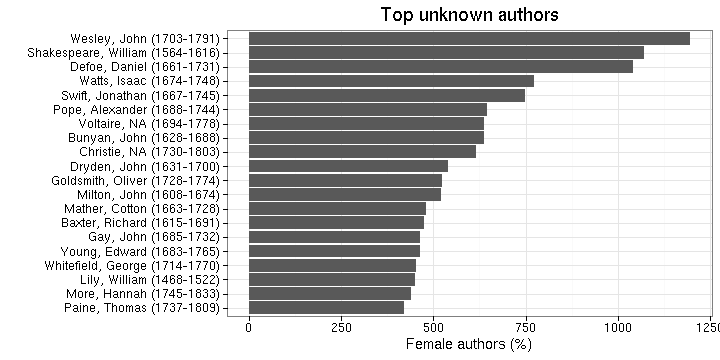 Top unknown authors
Wesley, John (1703-1791)
Shakespeare, William (1564-1616)
Defoe, Daniel (1661-1731)
Watts, Isaac (1674-1748)
Swift, Jonathan (1667-1745)
Pope, Alexander (1688-1744)
Voltaire, NA (1694-1778)
Bunyan, John (1628-1688)
Christie, NA (1730-1803)
Dryden, John (1631-1700)
Goldsmith, Oliver (1728-1774)
Milton, John (1608-1674)
Mather, Cotton (1663-1728)
Baxter, Richard (1615-1691)
Gay, John (1685-1732)
Young, Edward (1683-1765)
Whitefield, George (1714-1770)
Lily, William (1468-1522)
More, Hannah (1745-1833)
Paine, Thomas (1737-1809)
0 250 500 750 1000 1250
Female authors (%)